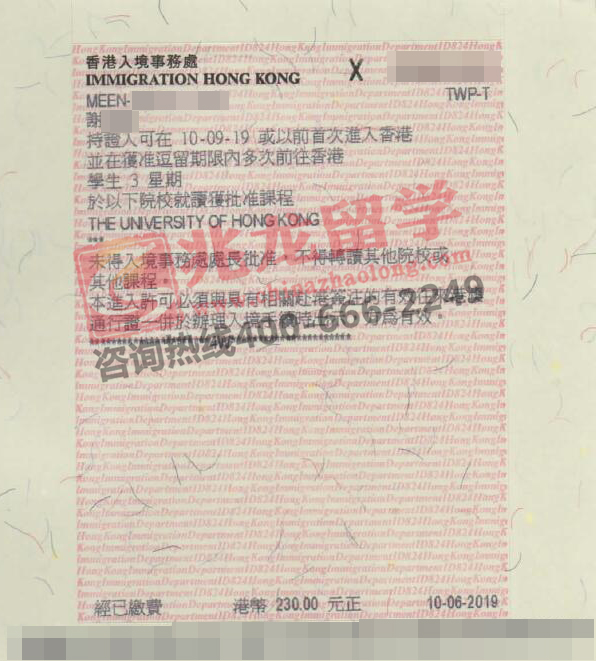 香港入境事務處
IMMIGRATION HONG KONG
X
TWP-T
MEEN-
謝
持證人可在 10-09-19 或以前首次進入香港
並在獲准逗留期限內多次前往香港
學生 3 星期
於以下院校就讀獲批准課程
THE UNIVERSITY OF HONG KONG
***
未得入境事務處處長批准，不得轉讀其他院校或
其他課程
本進入許可必須與具有相關赴港簽注的有效往來港澳
通行證一併於辦理入境手續時 為有效
兆龙留学
咨询热线400-666-2249
經已繳費
港幣 230.00 元正
10-06-2019